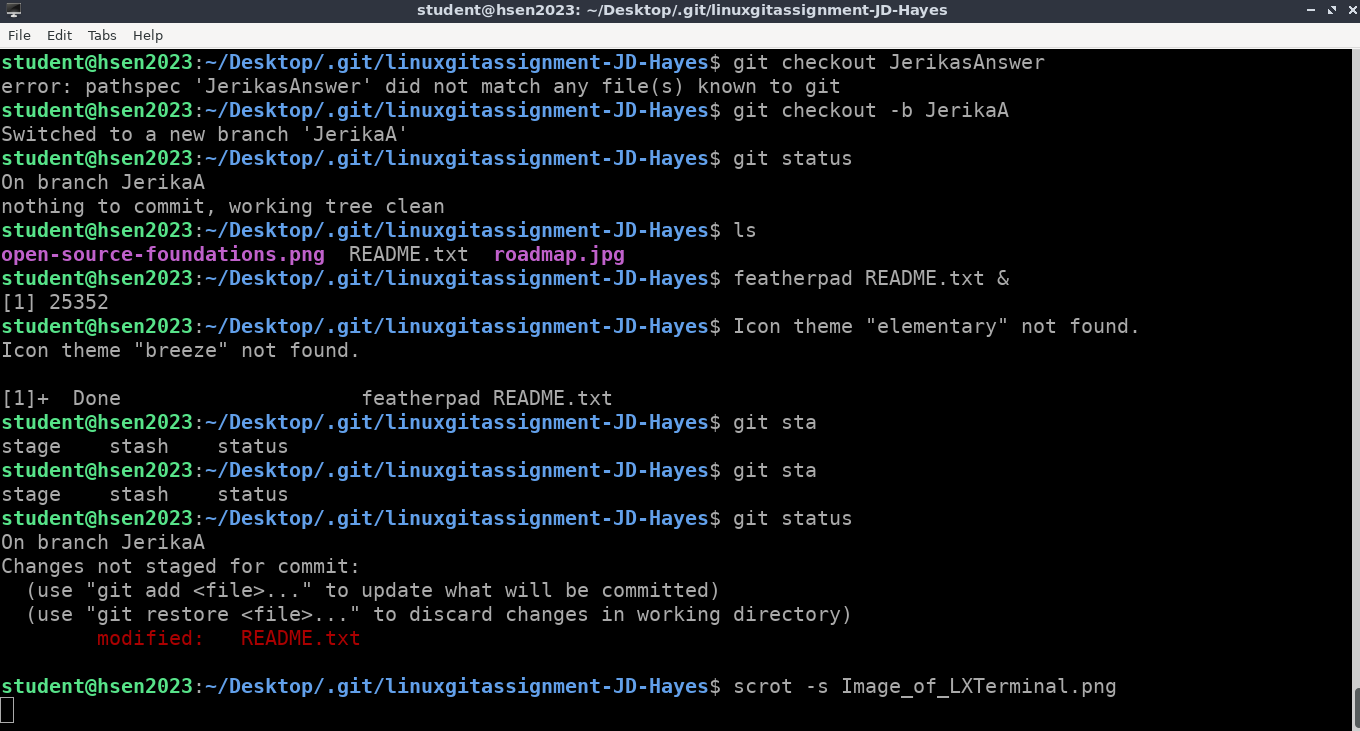 student@hsen2023: ~/Desktop/.git/linuxgitassignment-JD-Hayes
File Edit Tabs Help
student@hsen2023:~/Desktop/.git/linuxgitassignment-JD-Hayes$ git checkout JerikasAnswer
error: pathspec 'JerikasAnswer' did not match any file(s) known to git
student@hsen2023:~/Desktop/.git/linuxgitassignment-JD-Hayes$ git checkout -b JerikaA
Switched to a new branch 'JerikaA'
student@hsen2023:~/Desktop/.git/linuxgitassignment-JD-Hayes$ git status
On branch JerikaA
nothing to commit, working tree clean
student@hsen2023:~/Desktop/.git/linuxgitassignment-JD-Hayes$ ls
open-source-foundations.png  README.txt  roadmap.jpg
student@hsen2023:~/Desktop/.git/linuxgitassignment-JD-Hayes$ featherpad README.txt &
[1] 25352
student@hsen2023:~/Desktop/.git/linuxgitassignment-JD-Hayes$ Icon theme "elementary" not found.
Icon theme "breeze" not found.
[1]+  Done                    featherpad README.txt
student@hsen2023:~/Desktop/.git/linuxgitassignment-JD-Hayes$ git sta
stage    stash    status
student@hsen2023:~/Desktop/.git/linuxgitassignment-JD-Hayes$ git sta
stage    stash    status
student@hsen2023:~/Desktop/.git/linuxgitassignment-JD-Hayes$ git status
On branch JerikaA
Changes not staged for commit:
  (use "git add <file>..." to update what will be committed)
  (use "git restore <file>..." to discard changes in working directory)
        modified:   README.txt
student@hsen2023:~/Desktop/.git/linuxgitassignment-JD-Hayes$ scrot -s Image_of_LXTerminal.png